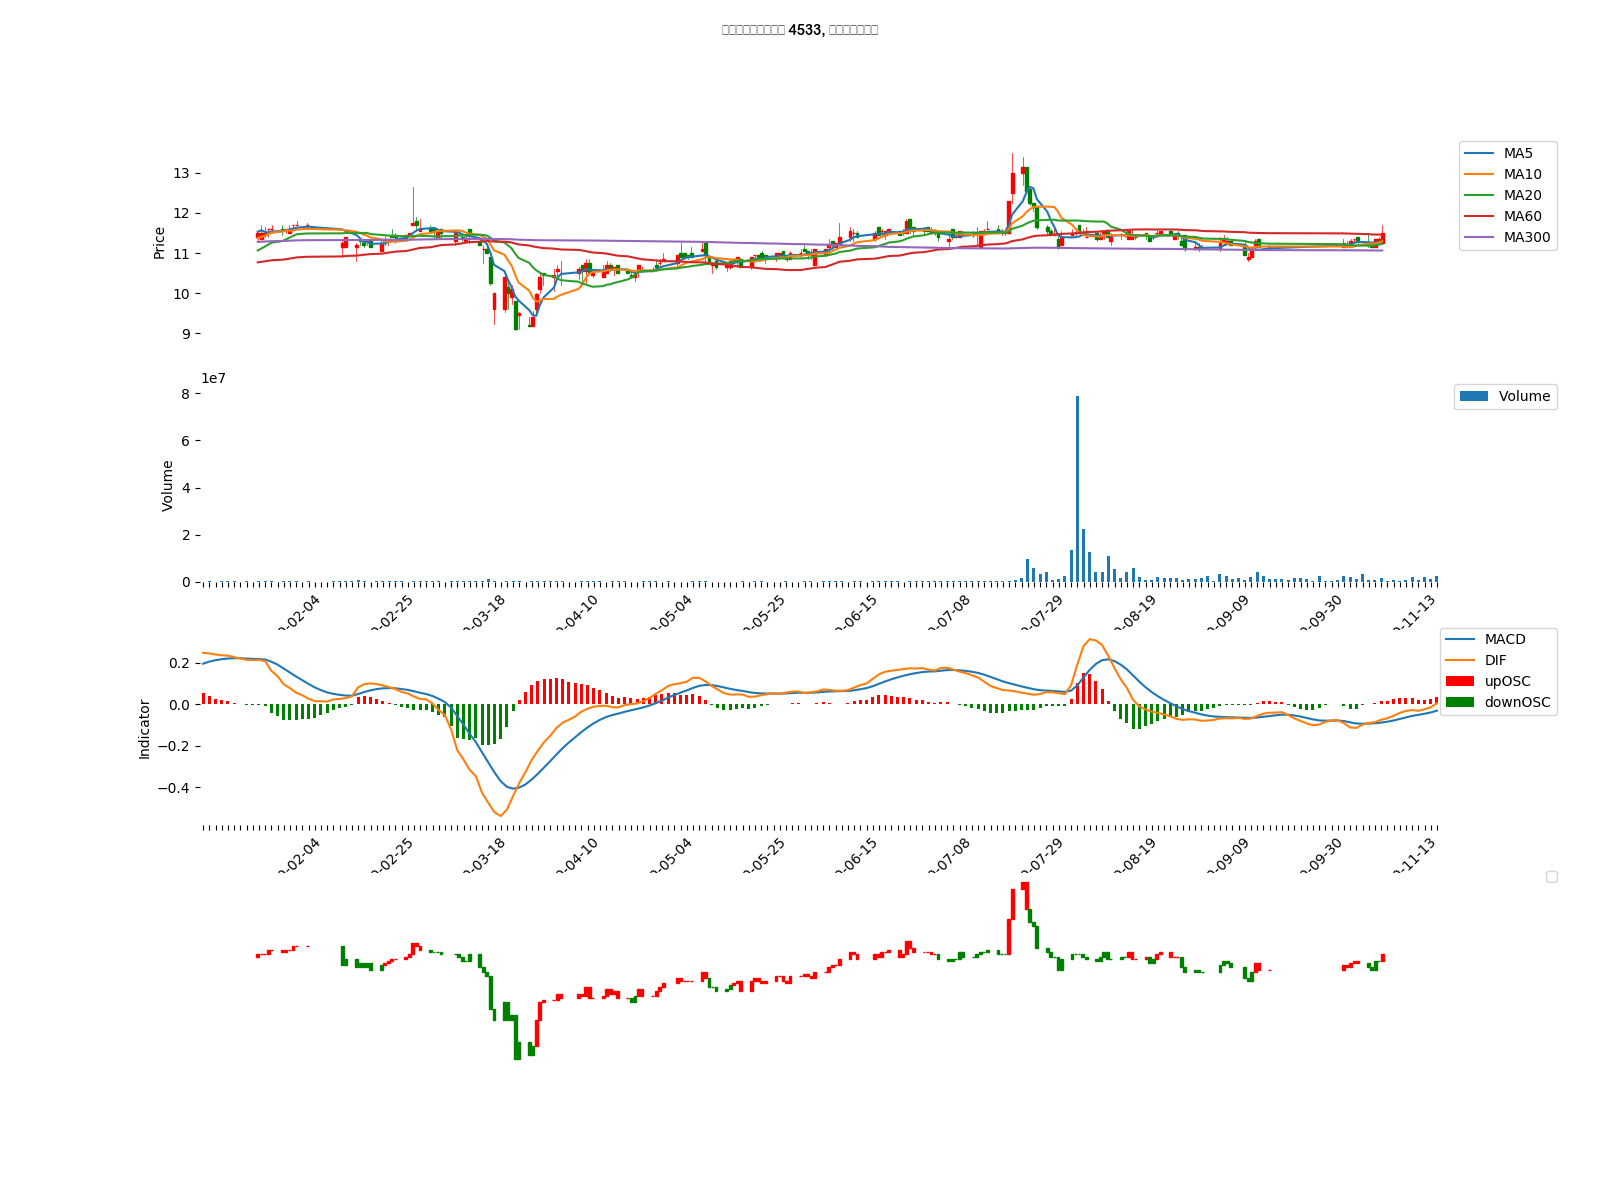 4533,
13
12
11
10
9
Price
MA5
MA10
MA20
MA60
MA300
1e7
8
6
4
2
0
Volume
Volume
-02-04
-02-25
-03-18
-04-10
-05-04
-05-25
-06-15
-07-08
-07-29
-08-19
-09-09
-09-30
-11-13
0.2
0.0
−0.2
−0.4
Indicator
MACD
DIF
upOSC
downOSC
-02-04
-02-25
-03-18
-04-10
-05-04
-05-25
-06-15
-07-08
-07-29
-08-19
-09-09
-09-30
-11-13